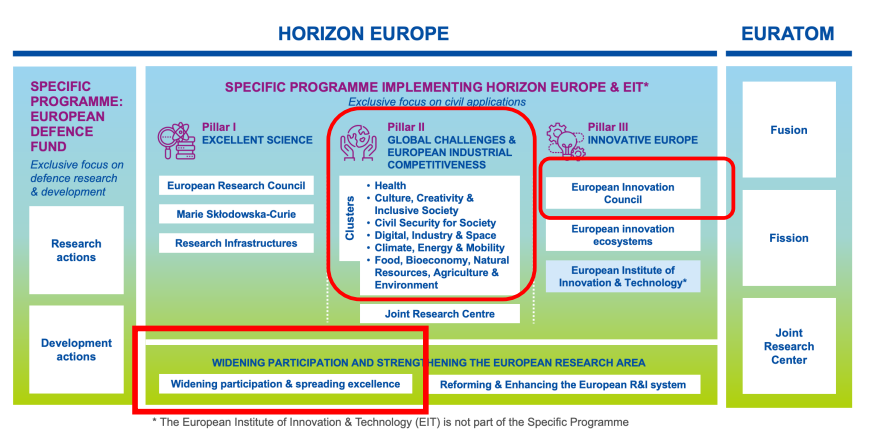 HORIZON EUROPE
EURATOM
SPECIFIC
PROGRAMME:
EUROPEAN
DEFENCE
FUND
Exclusive focus on
defence research
& development
Research
actions
Development
actions
SPECIFIC PROGRAMME IMPLEMENTING HORIZON EUROPE & EIT*
Exclusive focus on civil applications
Pillar I
EXCELLENT SCIENCE
European Research Council
Marie Skłodowska-Curie
Research Infrastructures
Pillar II
GLOBAL CHALLENGES &
EUROPEAN INDUSTRIAL
COMPETITIVENESS
Clusters
• Health
• Culture, Creativity &
Inclusive Society
• Civil Security for Society
• Digital, Industry & Space
• Climate, Energy & Mobility
• Food, Bioeconomy, Natural
Resources, Agriculture &
Environment
Joint Research Centre
Pillar III
INNOVATIVE EUROPE
European Innovation
Council
European innovation
ecosystems
European Institute of
Innovation & Technology*
WIDENING PARTICIPATION AND STRENGTHENING THE EUROPEAN RESEARCH AREA
Widening participation & spreading excellence
Reforming & Enhancing the European R&I system
Fusion
Fission
Joint
Research
Center
* The European Institute of Innovation & Technology (EIT) is not part of the Specific Programme